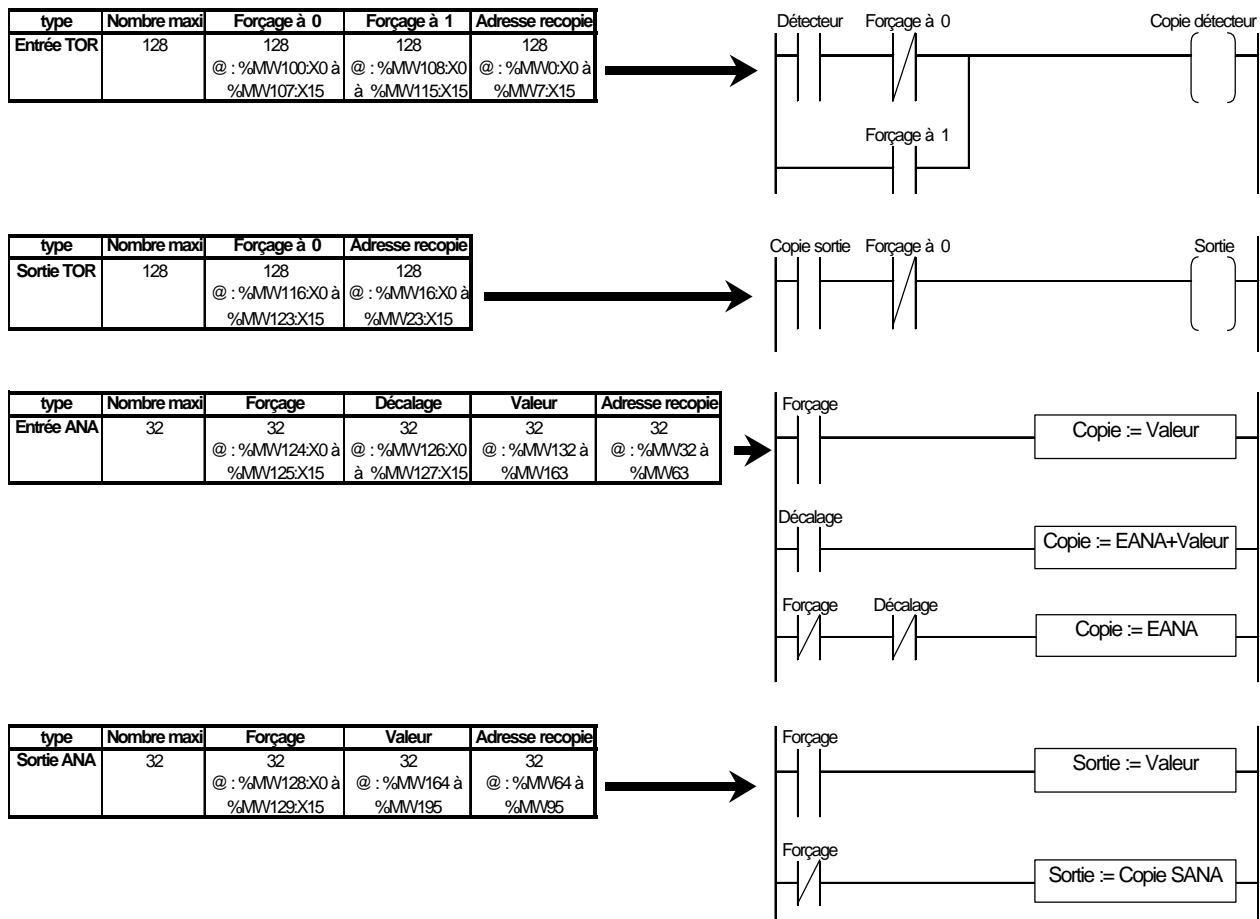 type Nombre maxi Forçage à 0 Forçage à 1 Adresse recopie
Entrée TOR 128 128 128 128
@ : %MW100:X0 à @ : %MW108:X0 @ : %MW0:X0 à
%MW107:X15 à %MW115:X15 %MW7:X15
Détecteur Forçage à 0 Copie détecteur
Forçage à 1
type Nombre maxi Forçage à 0 Adresse recopie
Sortie TOR 128 128 128
@ : %MW116:X0 à @ : %MW16:X0 à
%MW123:X15 %MW23:X15
Copie sortie Forçage à 0 Sortie
type Nombre maxi Forçage Décalage Valeur Adresse recopie
Entrée ANA 32 32 32 32 32
@ : %MW124:X0 à @ : %MW126:X0 @ : %MW132 à @ : %MW32 à
%MW125:X15 à %MW127:X15 %MW163 %MW63
Forçage
Copie := Valeur
Décalage
Copie := EANA+Valeur
Forçage Décalage
Copie := EANA
type Nombre maxi Forçage Valeur Adresse recopie
Sortie ANA 32 32 32 32
@ : %MW128:X0 à @ : %MW164 à @ : %MW64 à
%MW129:X15 %MW195 %MW95
Forçage
Sortie := Valeur
Forçage
Sortie := Copie SANA